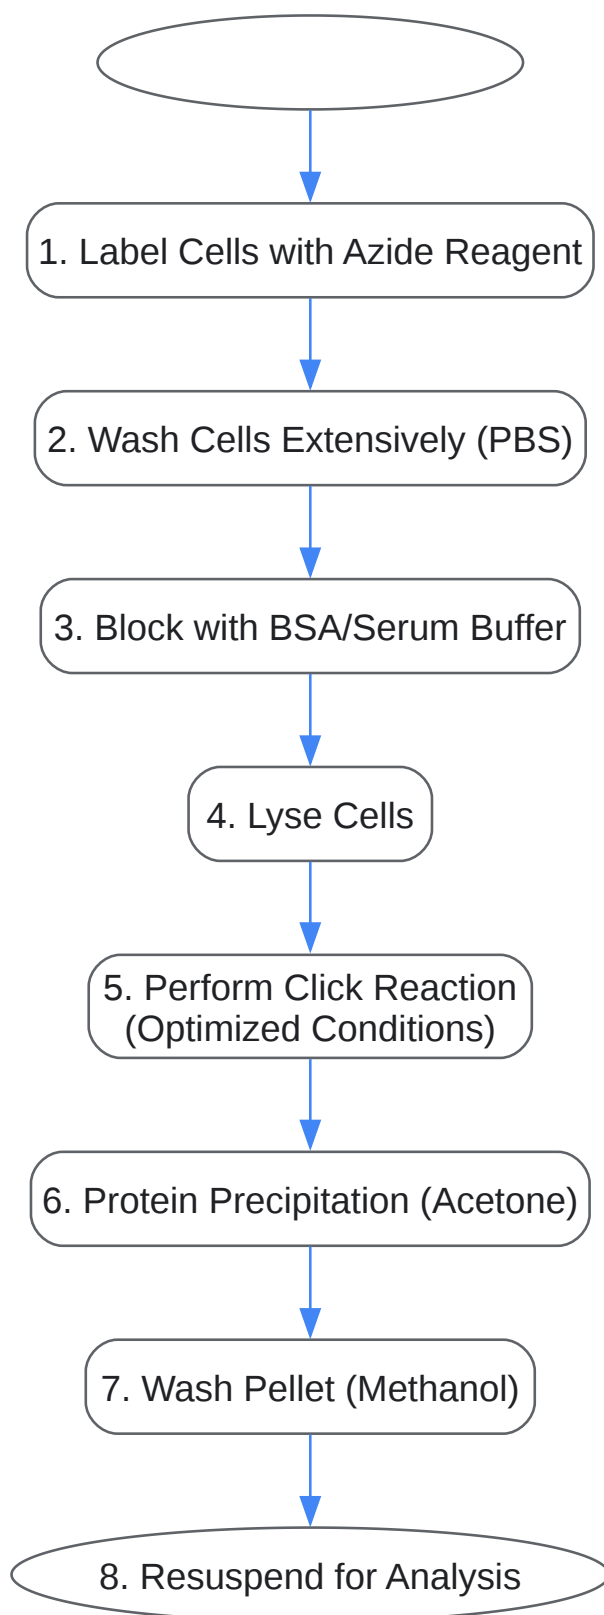 1. Label Cells with Azide Reagent
2. Wash Cells Extensively (PBS)
3. Block with BSA/Serum Buffer
4. Lyse Cells
5. Perform Click Reaction
(Optimized Conditions)
6. Protein Precipitation (Acetone)
7. Wash Pellet (Methanol)
8. Resuspend for Analysis